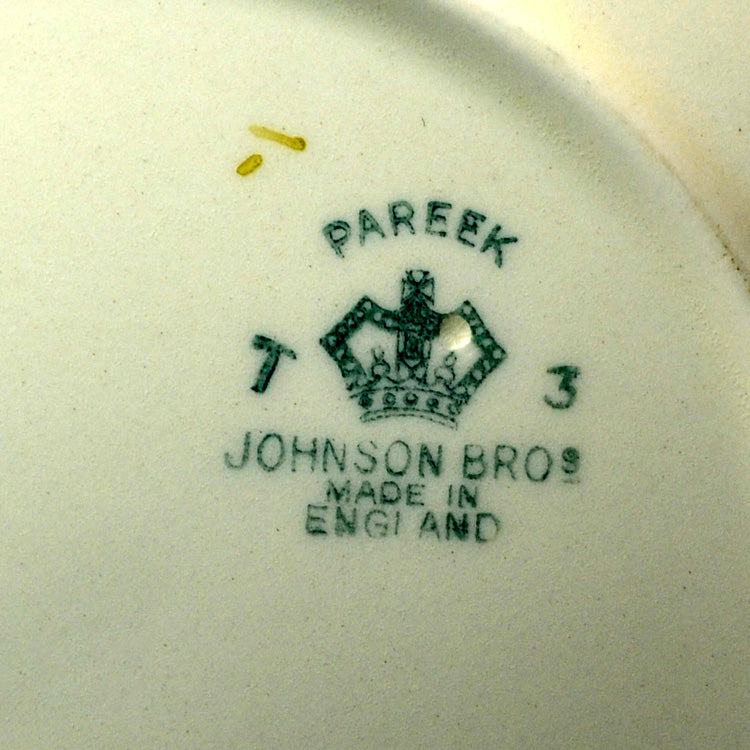 PAREEK
T 3
JOHNSON BROS
MADE IN
ENGLAND